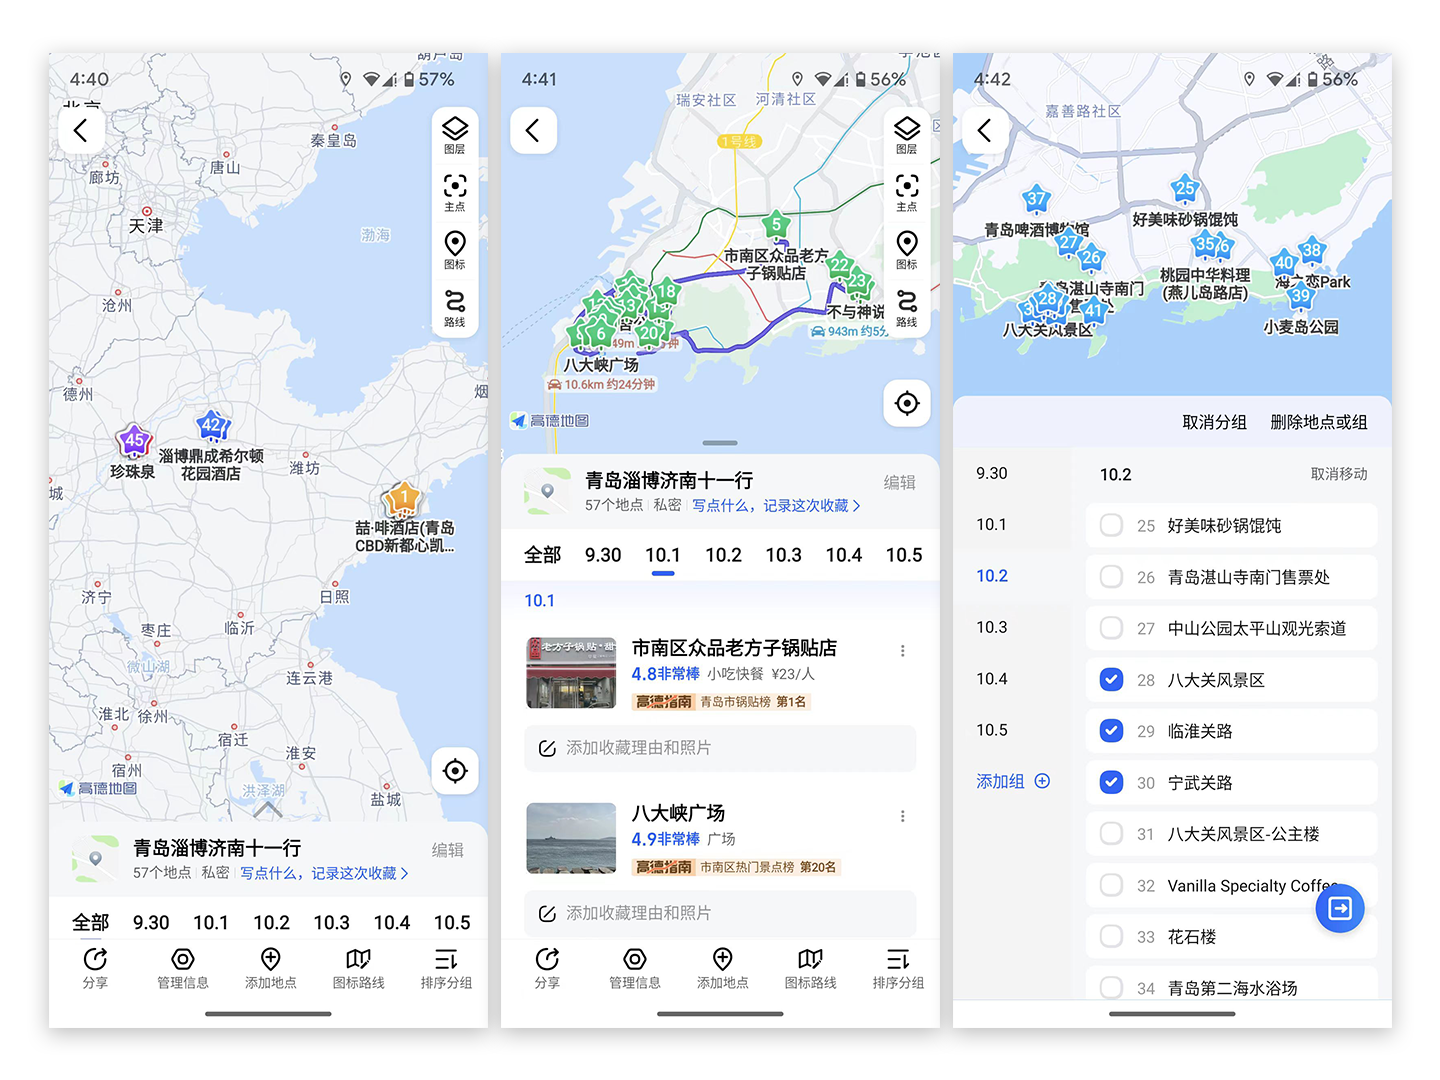 4:40
57%
北京
秦皇岛
唐山
廊坊
天津
渤海
沧州
德州
图层
主点
图标
路线
45
珍珠泉
42
淄博鼎成希尔顿
花园酒店
潍坊
1
喆·啡酒店(青岛
CBD新都心凯...
烟
城
济宁
日照
枣庄
临沂
微山湖
连云港
淮北
徐州
宿迁
淮安
宿州
高德地图
洪泽湖
盐城
青岛淄博济南十一行
编辑
57个地点 私密 写点什么，记录这次收藏
全部 9.30 10.1 10.2 10.3 10.4 10.5
分享 管理信息 添加地点 图标路线 排序分组
4:41
56%
瑞安社区
河清社区
1号线
图层
主点
图标
路线
5
市南区众品老方
子锅贴店
22
23
不与神说
18
6
20
943m 约5分
八大峡广场
10.6km 约24分钟
高德地图
青岛淄博济南十一行
编辑
57个地点 私密 写点什么，记录这次收藏
全部 9.30 10.1 10.2 10.3 10.4 10.5
10.1
老方子锅贴·甜
市南区众品老方子锅贴店
4.8非常棒 小吃快餐 ¥23/人
高德指南 青岛市锅贴榜 第1名
添加收藏理由和照片
八大峡广场
4.9非常棒 广场
高德指南 市南区热门景点榜 第20名
添加收藏理由和照片
分享 管理信息 添加地点 图标路线 排序分组
4:42
56%
嘉善路社区
37
青岛啤酒博物馆
25
好美味砂锅馄饨
27
26
35
桃园中华料理
(燕儿岛路店)
38
40
海之恋Park
39
小麦岛公园
岛湛山寺南门
28
41
八大关风景区
取消分组 删除地点或组
9.30
10.1
10.2
10.3
10.4
10.5
添加组
10.2 取消移动
25 好美味砂锅馄饨
26 青岛湛山寺南门售票处
27 中山公园太平山观光索道
28 八大关风景区
29 临淮关路
30 宁武关路
31 八大关风景区-公主楼
32 Vanilla Specialty Coffee
33 花石楼
34 青岛第二海水浴场